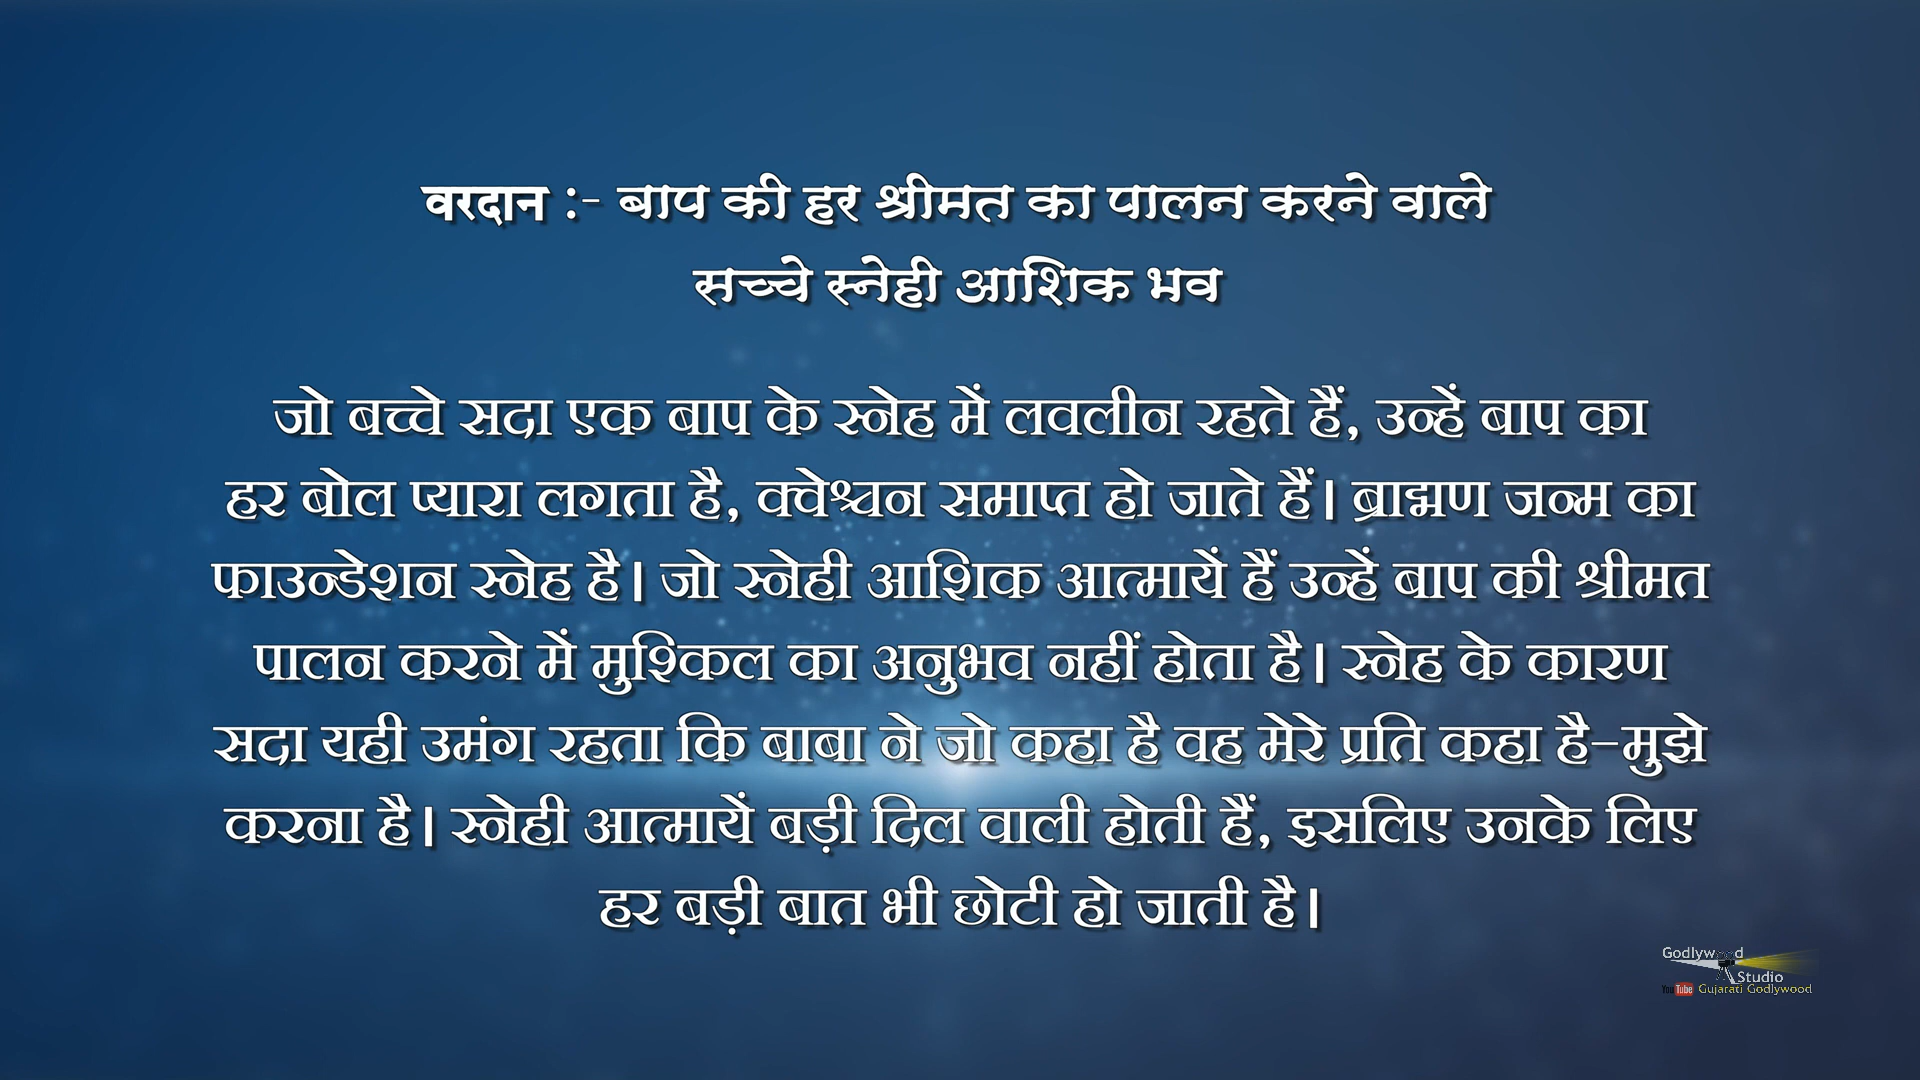 वरदान :- बाप की हर श्रीमत का पालन करने वाले
सच्चे स्नेही आशिक भव
जो बच्चे सदा एक बाप के स्नेह में लवलीन रहते हैं, उन्हें बाप का
हर बोल प्यारा लगता है, क्वेश्चन समाप्त हो जाते हैं। ब्राह्मण जन्म का
फाउन्डेशन स्नेह है। जो स्नेही आशिक आत्मायें हैं उन्हें बाप की श्रीमत
पालन करने में मुश्किल का अनुभव नहीं होता है। स्नेह के कारण
सदा यही उमंग रहता कि बाबा ने जो कहा है वह मेरे प्रति कहा है-मुझे
करना है। स्नेही आत्मायें बड़ी दिल वाली होती हैं, इसलिए उनके लिए
हर बड़ी बात भी छोटी हो जाती है।
Godlywood
Studio
YouTube Gujarati Godlywood